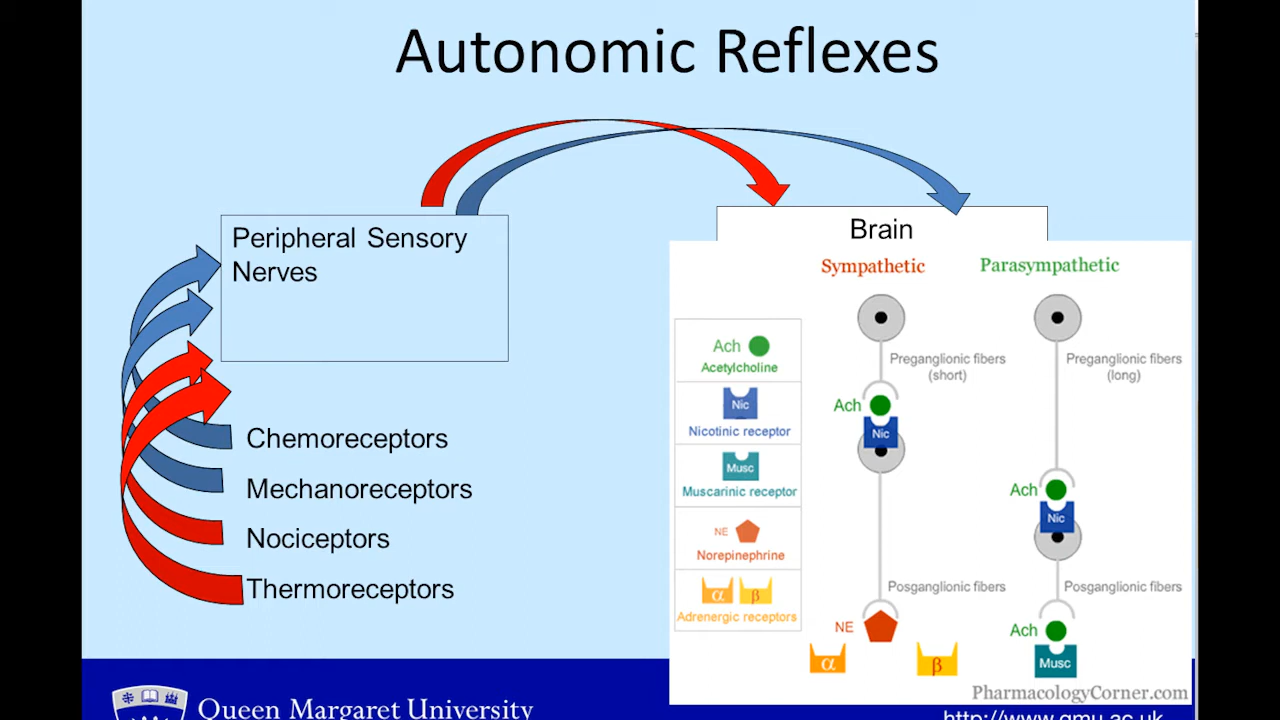 Autonomic Reflexes
Peripheral Sensory
Nerves
Chemoreceptors
Mechanoreceptors
Nociceptors
Thermoreceptors
Brain
Sympathetic
Parasympathetic
Ach
Acetylcholine
Nic
Nicotinic receptor
Musc
Muscarinic receptor
NE
Norepinephrine
α β
Adrenergic receptors
Preganglionic fibers
(short)
Ach
Nic
Posganglionic fibers
NE
α
β
Preganglionic fibers
(long)
Ach
Nic
Posganglionic fibers
Ach
Musc
PharmacologyCorner.com
Queen Margaret University
http://www.qmu.ac.uk